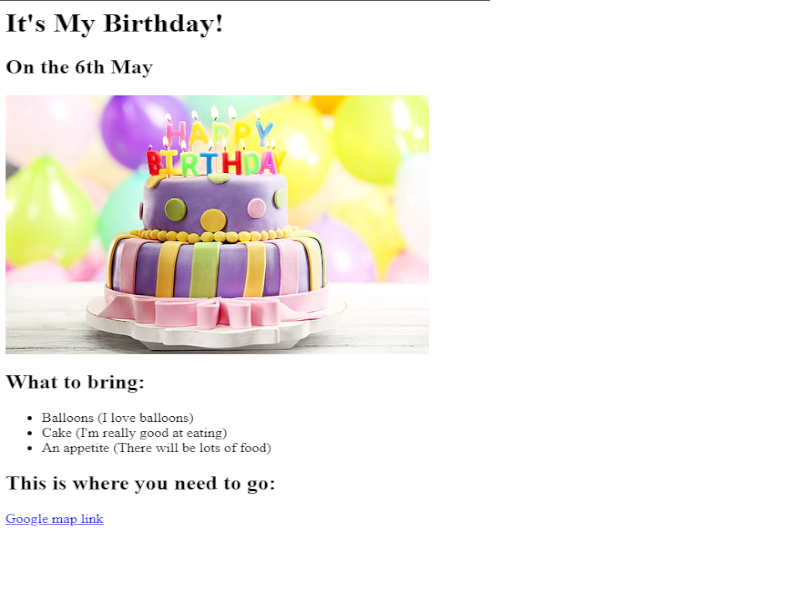 It's My Birthday!
On the 6th May
HAPPY
BIRTHDAY
What to bring:
Balloons (I love balloons)
Cake (I'm really good at eating)
An appetite (There will be lots of food)
This is where you need to go:
Google map link